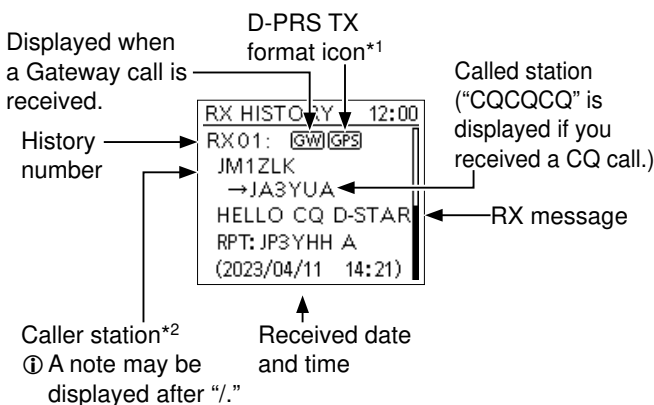 Displayed when
a Gateway call is
received.
D-PRS TX
format icon*1
Called station
("CQCQCQ" is
displayed if you
received a CQ call.)
History
number
RX HISTORY 12:00
RX01: GW GPS
JM1ZLK
→JA3YUA
HELLO CQ D-STAR
RPT: JP3YHH A
(2023/04/11 14:21)
RX message
Caller station*2
ⓘ A note may be
displayed after "/."
Received date
and time